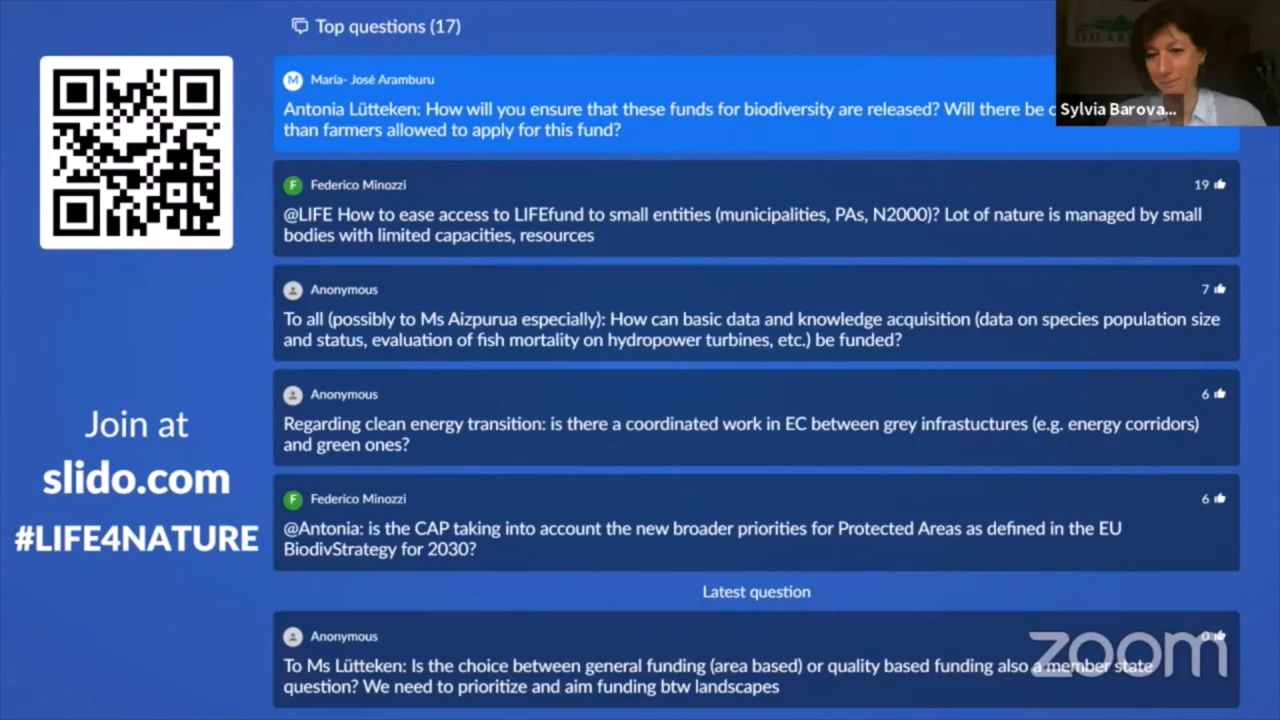 Top questions (17)
M María- José Aramburu
Antonia Lütteken: How will you ensure that these funds for biodiversity are released? Will there be
than farmers allowed to apply for this fund?
Sylvia Barova...
F Federico Minozzi 19
@LIFE How to ease access to LIFEfund to small entities (municipalities, PAs, N2000)? Lot of nature is managed by small
bodies with limited capacities, resources
Anonymous 7
To all (possibly to Ms Aizpurua especially): How can basic data and knowledge acquisition (data on species population size
and status, evaluation of fish mortality on hydropower turbines, etc.) be funded?
Anonymous 6
Regarding clean energy transition: is there a coordinated work in EC between grey infrastuctures (e.g. energy corridors)
and green ones?
F Federico Minozzi 6
@Antonia: is the CAP taking into account the new broader priorities for Protected Areas as defined in the EU
BiodivStrategy for 2030?
Latest question
Anonymous 0
To Ms Lütteken: Is the choice between general funding (area based) or quality based funding also a member state
question? We need to prioritize and aim funding btw landscapes
Join at
slido.com
#LIFE4NATURE
zoom